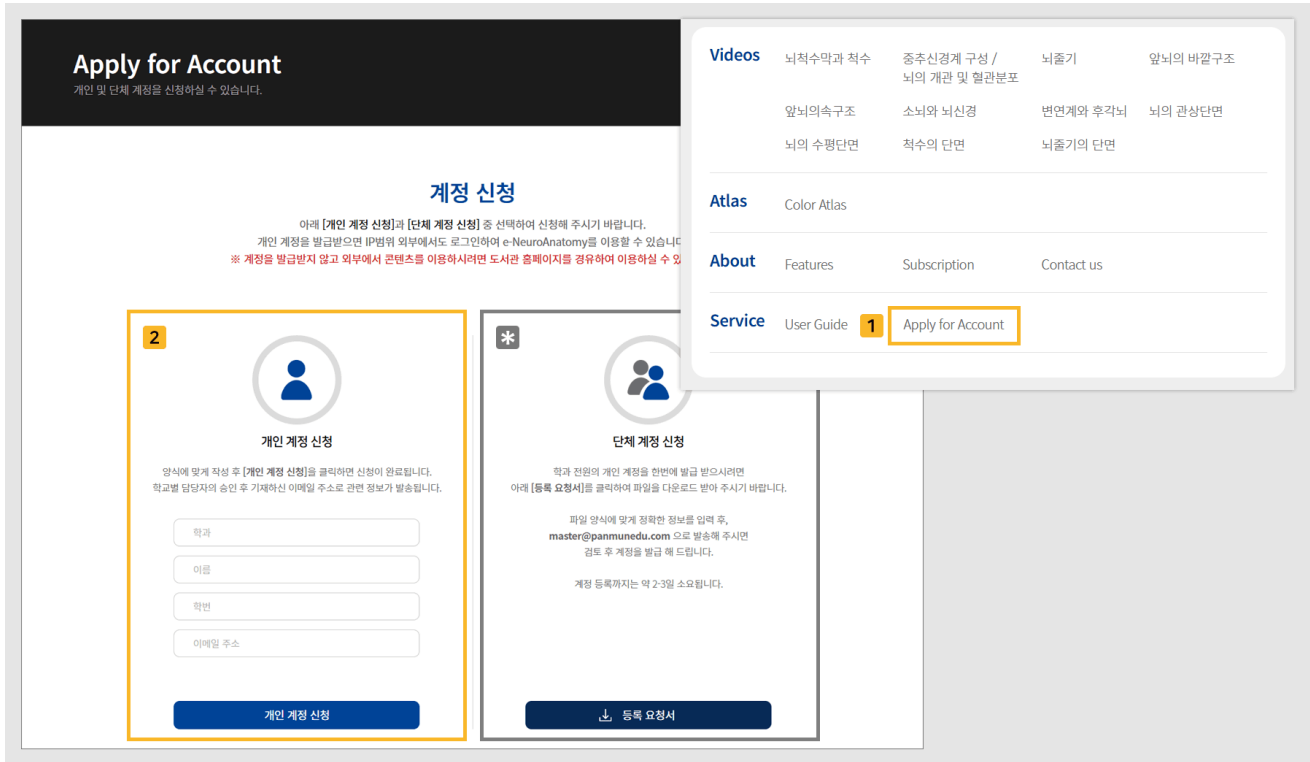 Apply for Account
개인 및 단체 계정을 신청하실 수 있습니다.
계정 신청
아래 [개인 계정 신청]과 [단체 계정 신청] 중 선택하여 신청해 주시기 바랍니다.
개인 계정을 발급받으면 IP범위 외부에서도 로그인하여 e-NeuroAnatomy를 이용할 수 있습니다
※ 계정을 발급받지 않고 외부에서 콘텐츠를 이용하시려면 도서관 홈페이지를 경유하여 이용하실 수 있
2
개인 계정 신청
양식에 맞게 작성 후 [개인 계정 신청]을 클릭하면 신청이 완료됩니다.
학교별 담당자의 승인 후 기재하신 이메일 주소로 관련 정보가 발송됩니다.
학과
이름
학번
이메일 주소
개인 계정 신청
*
단체 계정 신청
학과 전원의 개인 계정을 한번에 발급 받으시려면
아래 [등록 요청서]를 클릭하여 파일을 다운로드 받아 주시기 바랍니다.
파일 양식에 맞게 정확한 정보를 입력 후,
master@panmunedu.com 으로 발송해 주시면
검토 후 계정을 발급 해 드립니다.
계정 등록까지는 약 2-3일 소요됩니다.
등록 요청서
Videos
뇌척수막과 척수
중추신경계 구성 /
뇌의 개관 및 혈관분포
뇌줄기
앞뇌의 바깥구조
앞뇌의속구조
소뇌와 뇌신경
변연계와 후각뇌
뇌의 관상단면
뇌의 수평단면
척수의 단면
뇌줄기의 단면
Atlas
Color Atlas
About
Features
Subscription
Contact us
Service
User Guide
1
Apply for Account